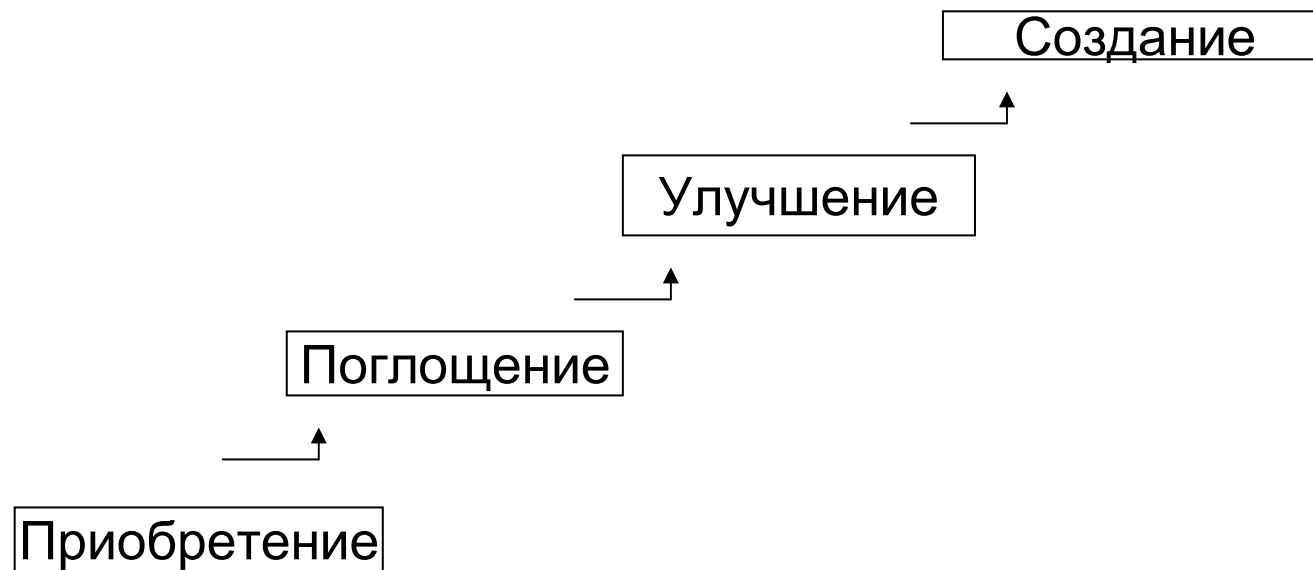 Создание
Улучшение
Поглощение
Приобретение